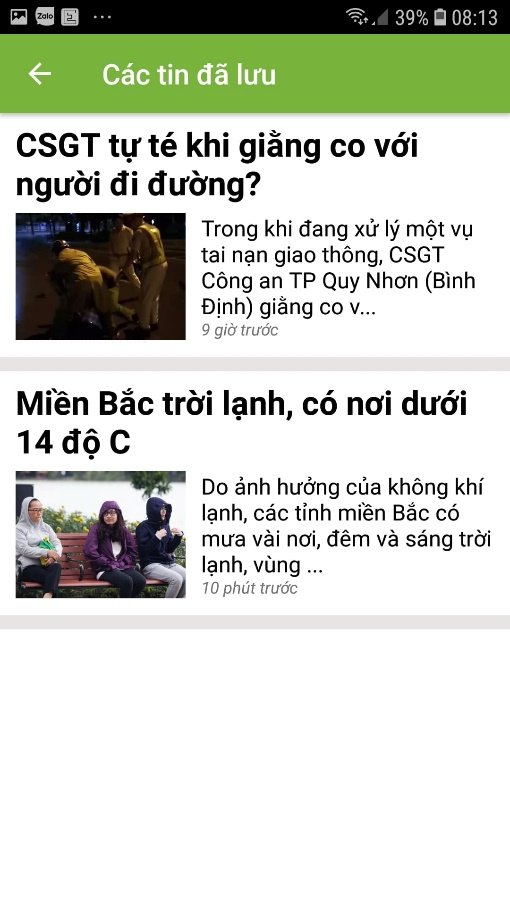 Zalo
39%
08:13
Các tin đã lưu
CSGT tự té khi giằng co với
người đi đường?
Trong khi đang xử lý một vụ
tai nạn giao thông, CSGT
Công an TP Quy Nhơn (Bình
Định) giằng co v...
9 giờ trước
Miền Bắc trời lạnh, có nơi dưới
14 độ C
Do ảnh hưởng của không khí
lạnh, các tỉnh miền Bắc có
mưa vài nơi, đêm và sáng trời
lạnh, vùng ...
10 phút trước